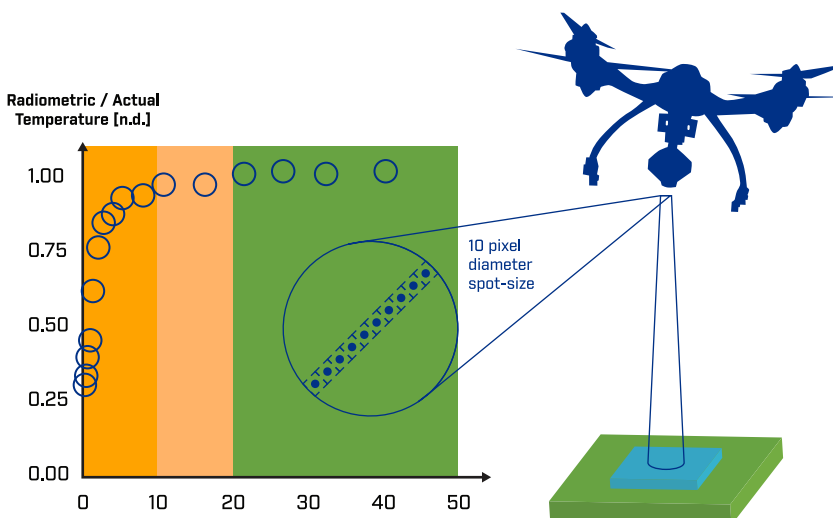 Radiometric / Actual
Temperature [n.d.]
1.00
0.75
0.50
0.25
0.00
0
10
20
30
40
50
10 pixel
diameter
spot-size